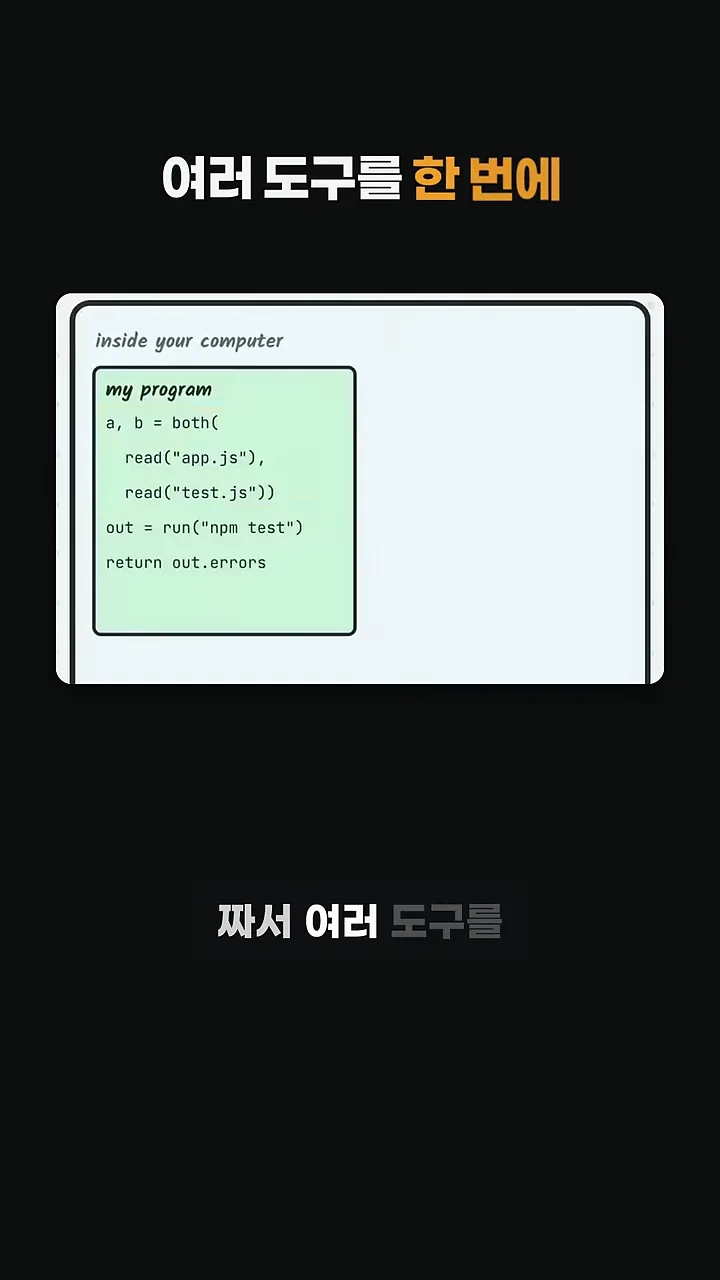 여러 도구를 한 번에
inside your computer
my program
a, b = both(
read("app.js"),
read("test.js"))
out = run("npm test")
return out.errors
짜서 여러 도구를